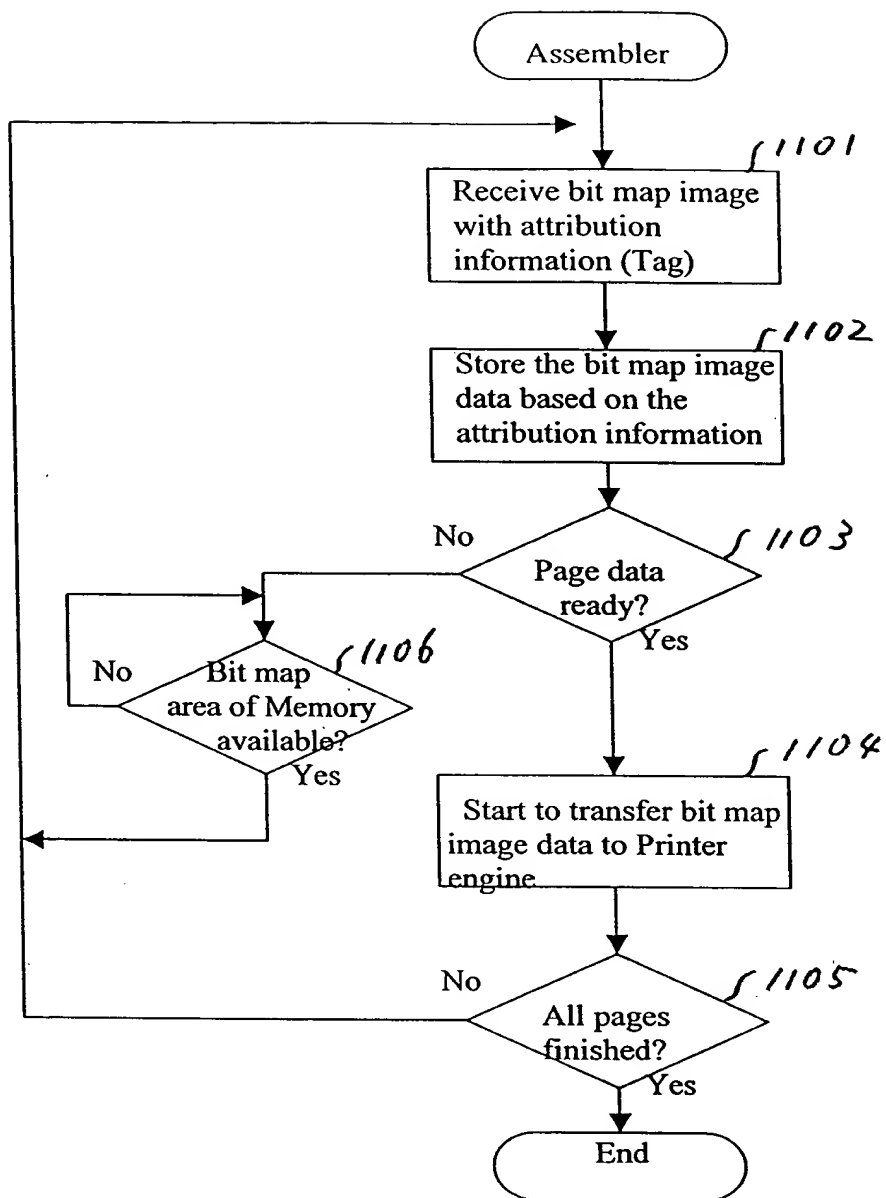 Assembler
1101
Receive bit map image
with attribution
information (Tag)
1102
Store the bit map image
data based on the
attribution information
No
1103
Page data
ready?
Yes
1106
No
Bit map
area of Memory
available?
Yes
1104
Start to transfer bit map
image data to Printer
engine
No
1105
All pages
finished?
Yes
End